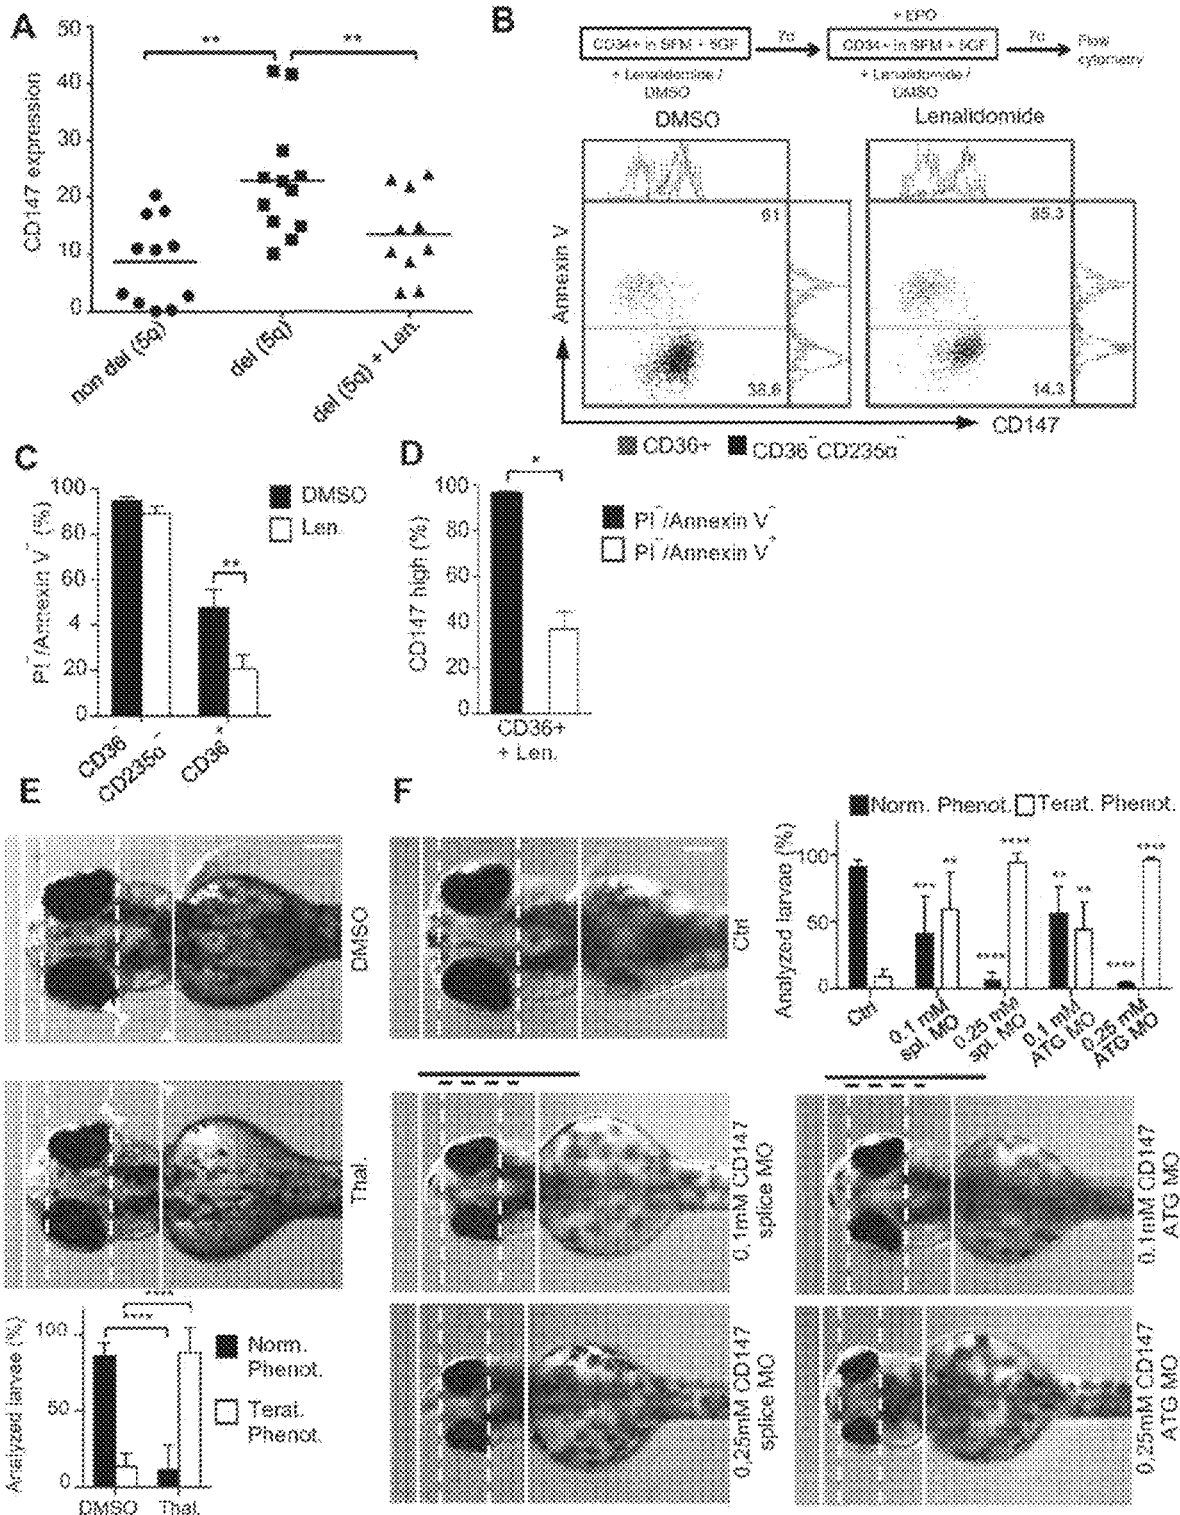 A
50
40
30
20
10
0
CD147 expression
**
**
non del (5q)
del (5q)
del (5q) + Len.
B
+ EPO
CD34+ in SFM + SGF
7d
CD34+ in SFM + SGF
7d
Flow
cytometry
+ Lenalidomide /
DMSO
+ Lenalidomide /
DMSO
DMSO
Lenalidomide
61
85.3
38.6
14.3
Annexin V
CD147
CD36+
CD36⁻CD235α⁻
C
100
80
60
4
20
0
PI⁻/Annexin V⁻ (%)
DMSO
Len.
**
CD36⁻
CD235α⁻
CD36⁺
D
100
80
60
40
20
0
CD147 high (%)
*
PI⁻/Annexin V⁻
PI⁻/Annexin V⁺
CD36+
+ Len.
E
DMSO
Thal.
100
50
0
Analyzed larvae (%)
****
****
Norm.
Phenot.
Terat.
Phenot.
DMSO
Thal.
F
Ctrl
Norm. Phenot.
Terat. Phenot.
Analyzed larvae (%)
100
50
0
***
**
****
****
**
**
****
****
Ctrl
0.1 mM
spl. MO
0.25 mM
spl. MO
0.1 mM
ATG MO
0.25 mM
ATG MO
0,1mM CD147
splice MO
0.1mM CD147
ATG MO
0,25mM CD147
splice MO
0,25mM CD147
ATG MO